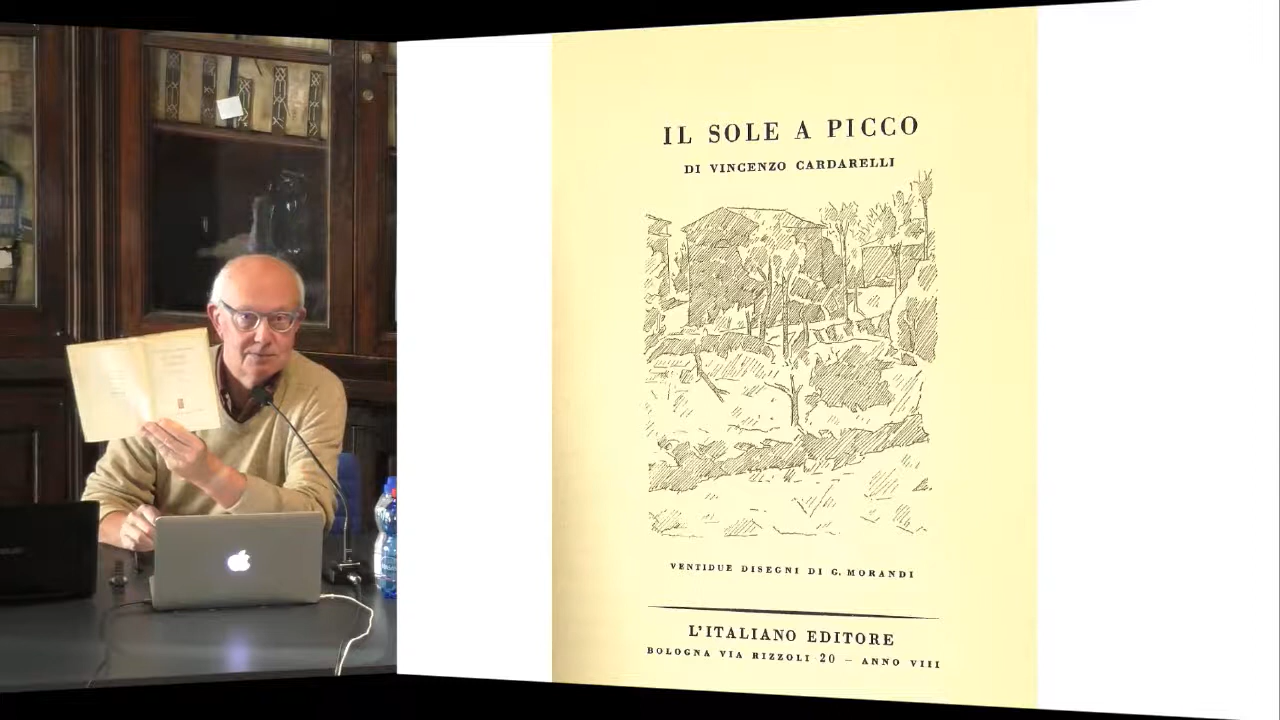 IL SOLE A PICCO
DI VINCENZO CARDARELLI
VENTIDUE DISEGNI DI G. MORANDI
L'ITALIANO EDITORE
BOLOGNA VIA RIZZOLI 20 – ANNO VIII